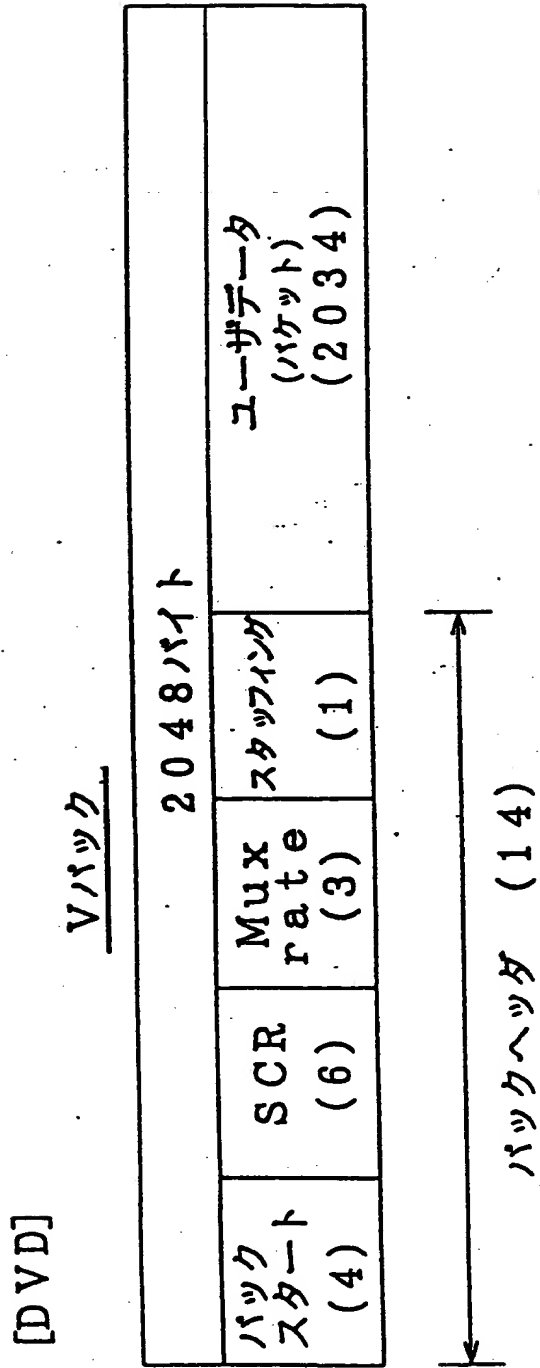 [DVD]
Vパック
2048バイト
パック
スタート
(4)
SCR
(6)
Mux
rate
(3)
スタッフィング
(1)
ユーザデータ
(パケット)
(2034)
パックヘッダ (14)